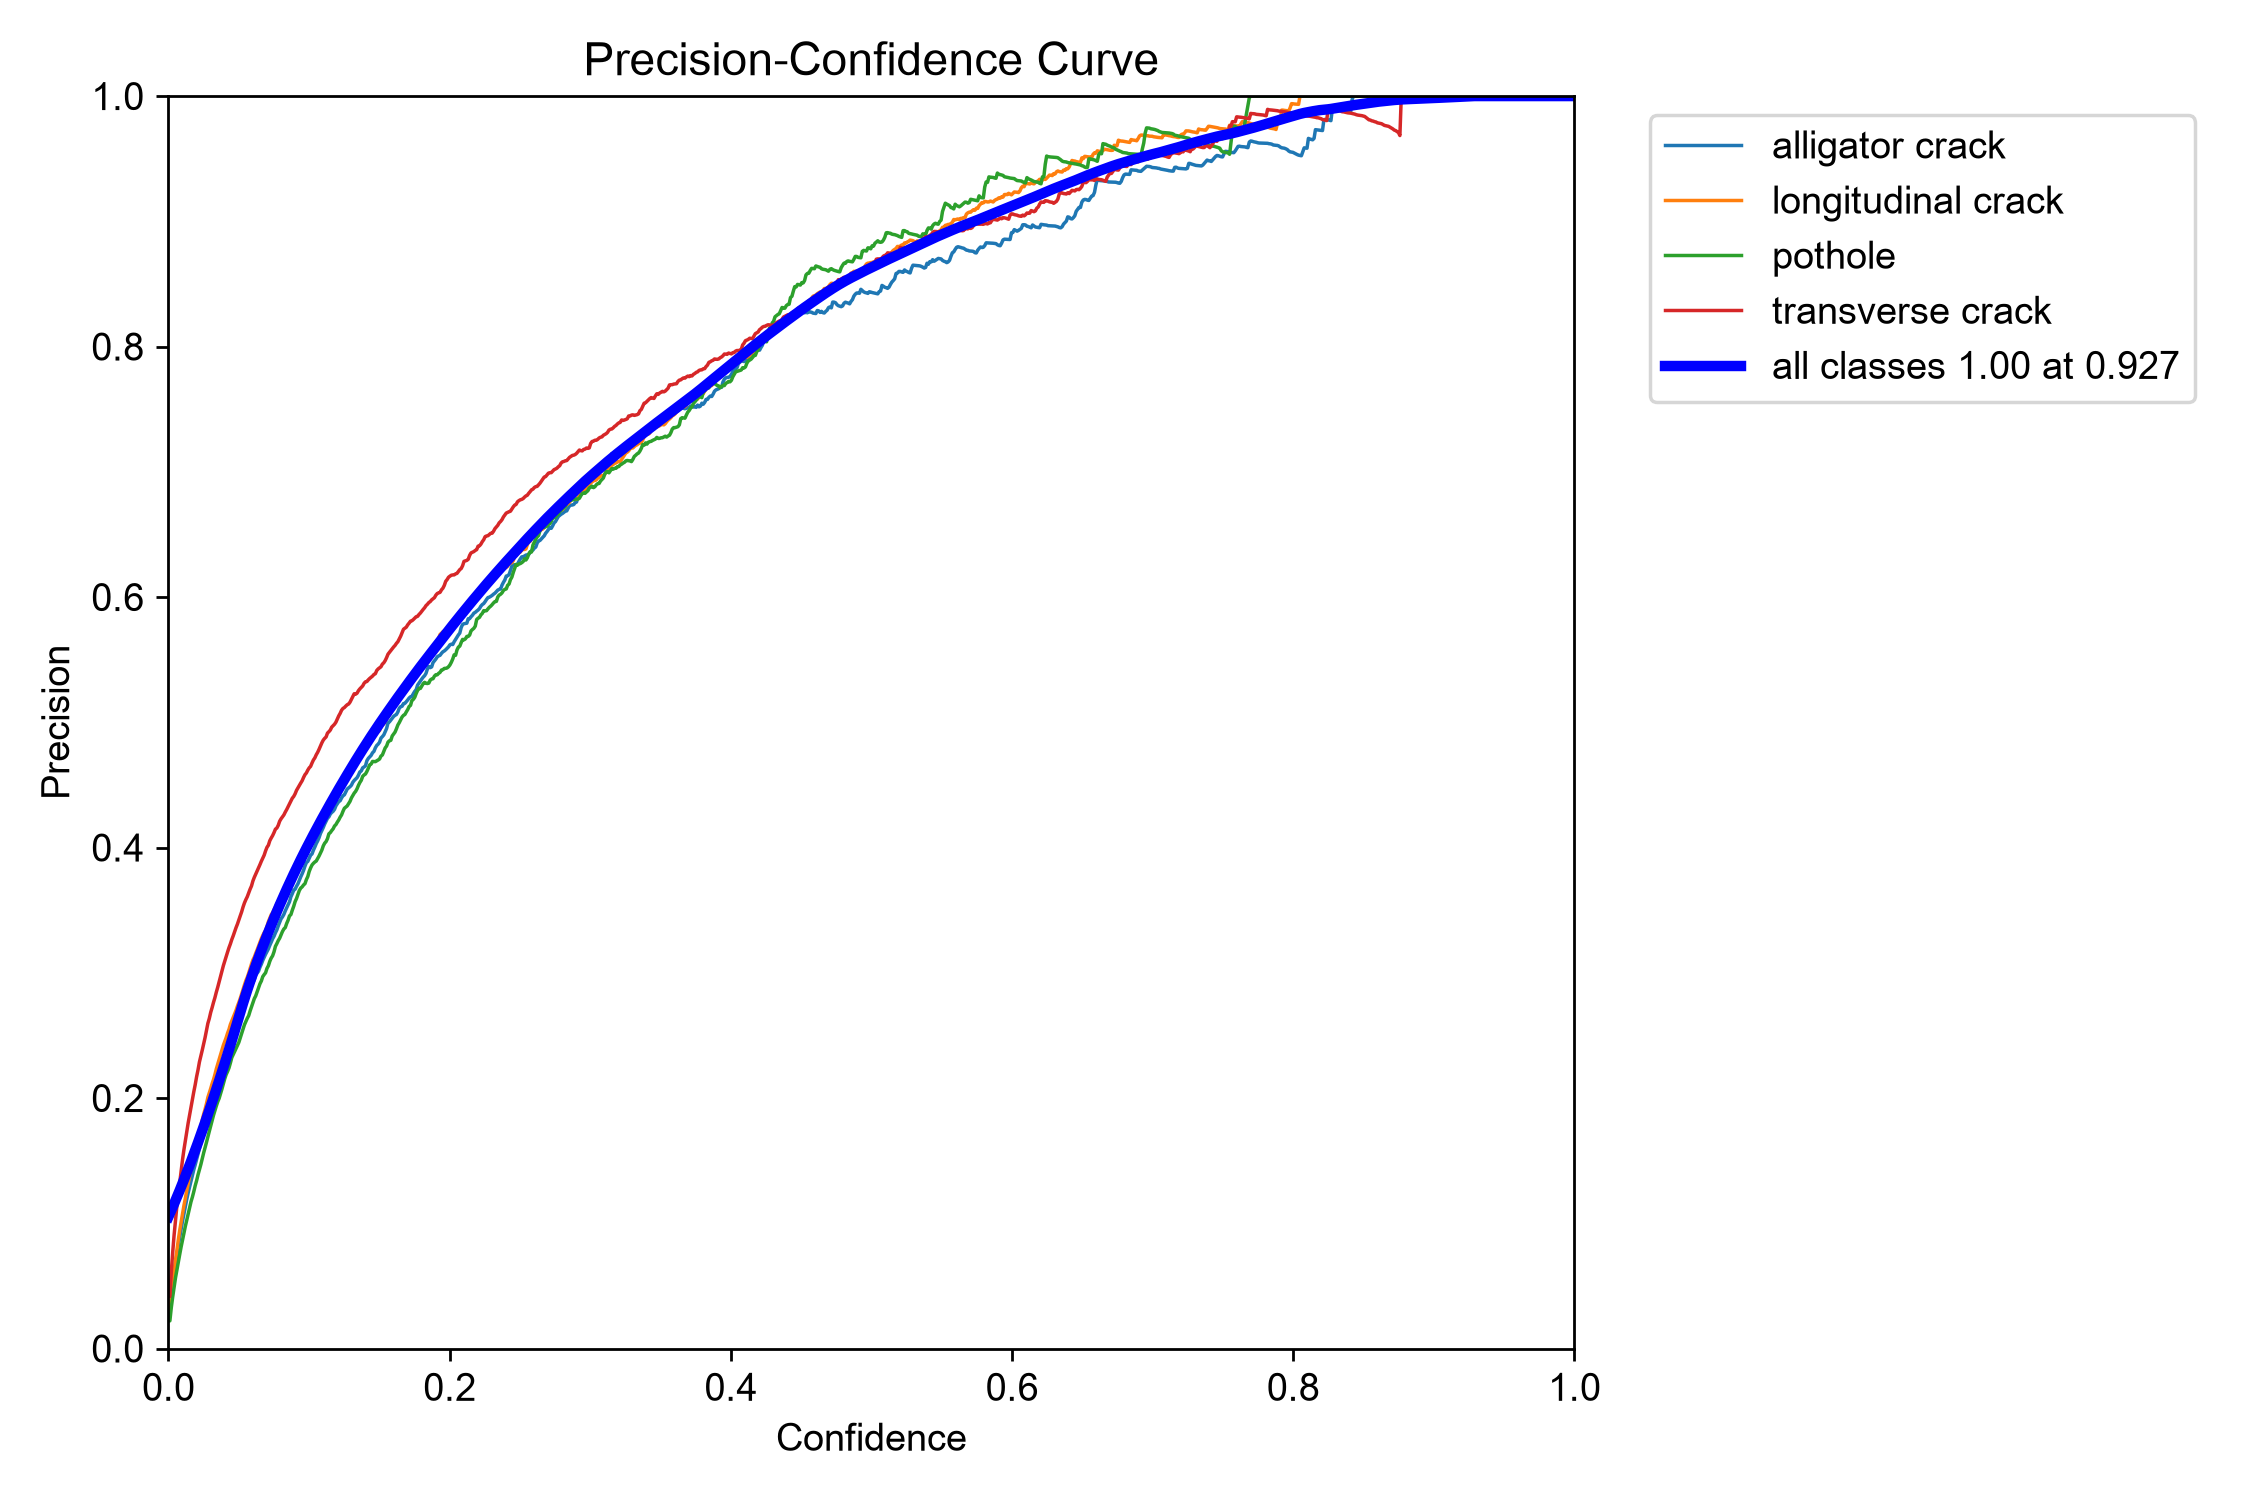 Precision-Confidence Curve
1.0
0.8
0.6
0.4
0.2
0.0
Precision
0.0 0.2 0.4 0.6 0.8 1.0
Confidence
alligator crack
longitudinal crack
pothole
transverse crack
all classes 1.00 at 0.927